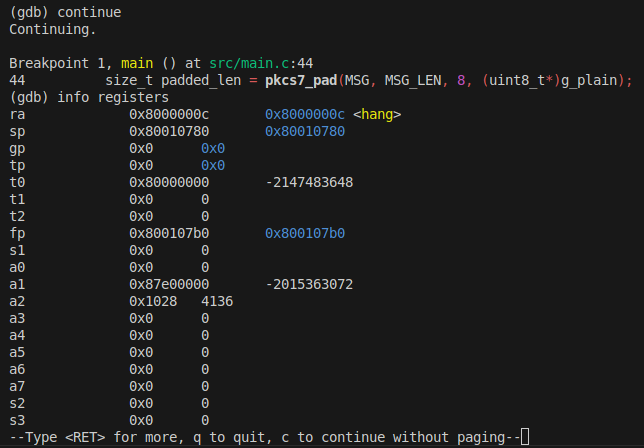 (gdb) continue
Continuing.

Breakpoint 1, main () at src/main.c:44
44          size_t padded_len = pkcs7_pad(MSG, MSG_LEN, 8, (uint8_t*)g_plain);
(gdb) info registers
ra             0x8000000c       0x8000000c <hang>
sp             0x80010780       0x80010780
gp             0x0      0x0
tp             0x0      0x0
t0             0x80000000       -2147483648
t1             0x0      0
t2             0x0      0
fp             0x800107b0       0x800107b0
s1             0x0      0
a0             0x0      0
a1             0x87e00000       -2015363072
a2             0x1028   4136
a3             0x0      0
a4             0x0      0
a5             0x0      0
a6             0x0      0
a7             0x0      0
s2             0x0      0
s3             0x0      0
--Type <RET> for more, q to quit, c to continue without paging--